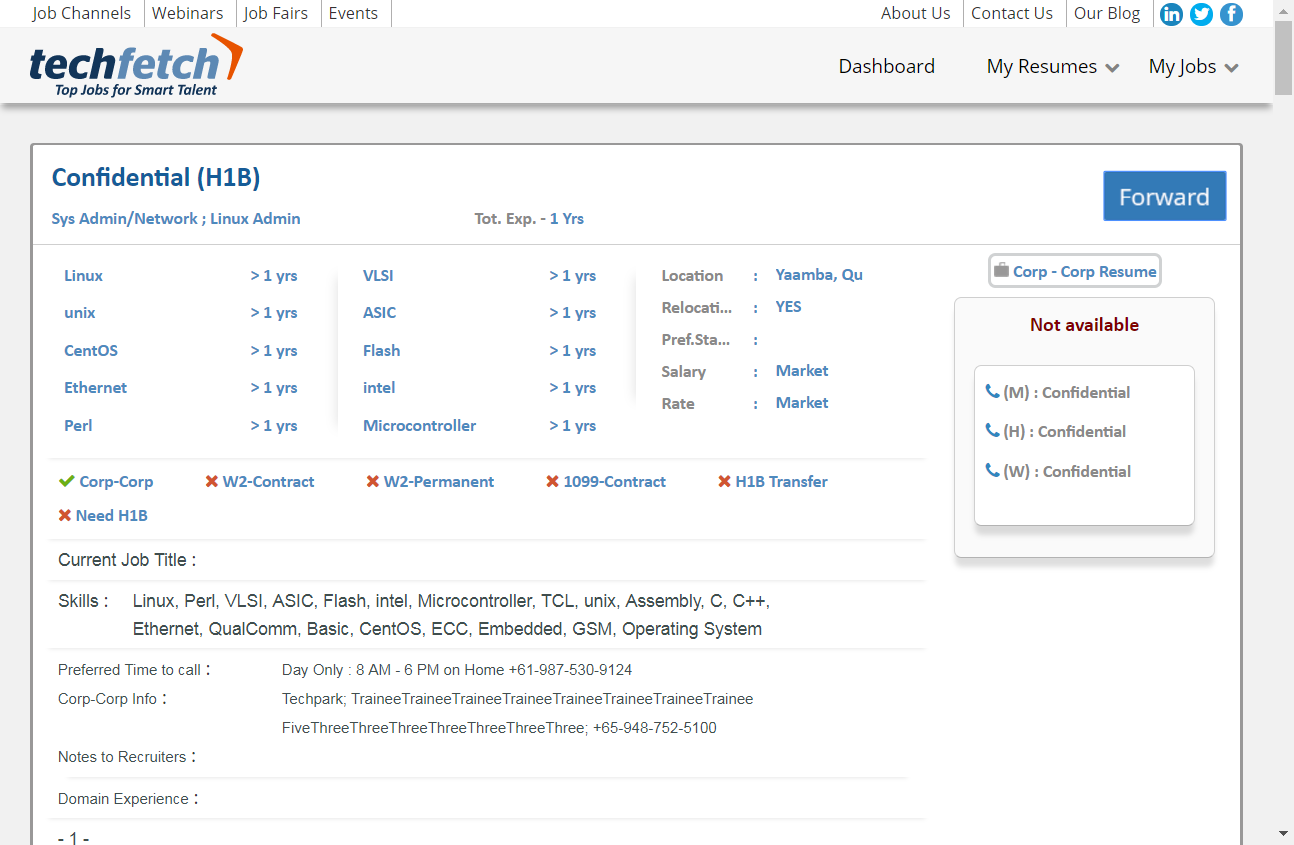 Job Channels Webinars Job Fairs Events About Us Contact Us Our Blog
techfetch
Top Jobs for Smart Talent
Dashboard My Resumes My Jobs
Confidential (H1B)
Forward
Sys Admin/Network ; Linux Admin Tot. Exp. - 1 Yrs
Linux > 1 yrs VLSI > 1 yrs Location : Yaamba, Qu
unix > 1 yrs ASIC > 1 yrs Relocati... : YES
CentOS > 1 yrs Flash > 1 yrs Pref.Sta... :
Ethernet > 1 yrs intel > 1 yrs Salary : Market
Perl > 1 yrs Microcontroller > 1 yrs Rate : Market
Corp - Corp Resume
Not available
(M) : Confidential
(H) : Confidential
(W) : Confidential
Corp-Corp W2-Contract W2-Permanent 1099-Contract H1B Transfer
Need H1B
Current Job Title :
Skills : Linux, Perl, VLSI, ASIC, Flash, intel, Microcontroller, TCL, unix, Assembly, C, C++,
Ethernet, QualComm, Basic, CentOS, ECC, Embedded, GSM, Operating System
Preferred Time to call : Day Only : 8 AM - 6 PM on Home +61-987-530-9124
Corp-Corp Info : Techpark; TraineeTraineeTraineeTraineeTraineeTraineeTraineeTrainee
FiveThreeThreeThreeThreeThreeThreeThree; +65-948-752-5100
Notes to Recruiters :
Domain Experience :
- 1 -